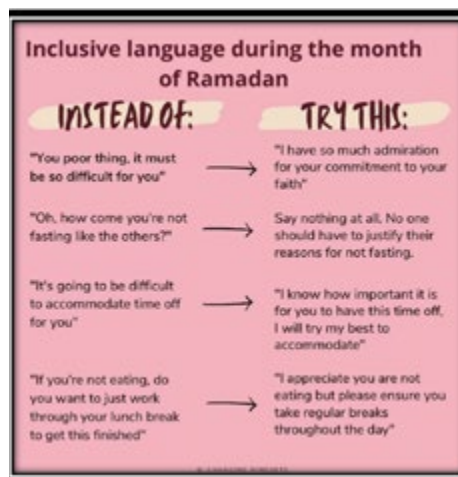 Inclusive language during the month
of Ramadan
INSTEAD OF:
TRY THIS:
"You poor thing, it must
be so difficult for you"
"I have so much admiration
for your commitment to your
faith"
"Oh, how come you're not
fasting like the others?"
Say nothing at all. No one
should have to justify their
reasons for not fasting.
"It's going to be difficult
to accommodate time off
for you"
"I know how important it is
for you to have this time off,
I will try my best to
accommodate"
"If you're not eating, do
you want to just work
through your lunch break
to get this finished"
"I appreciate you are not
eating but please ensure you
take regular breaks
throughout the day"